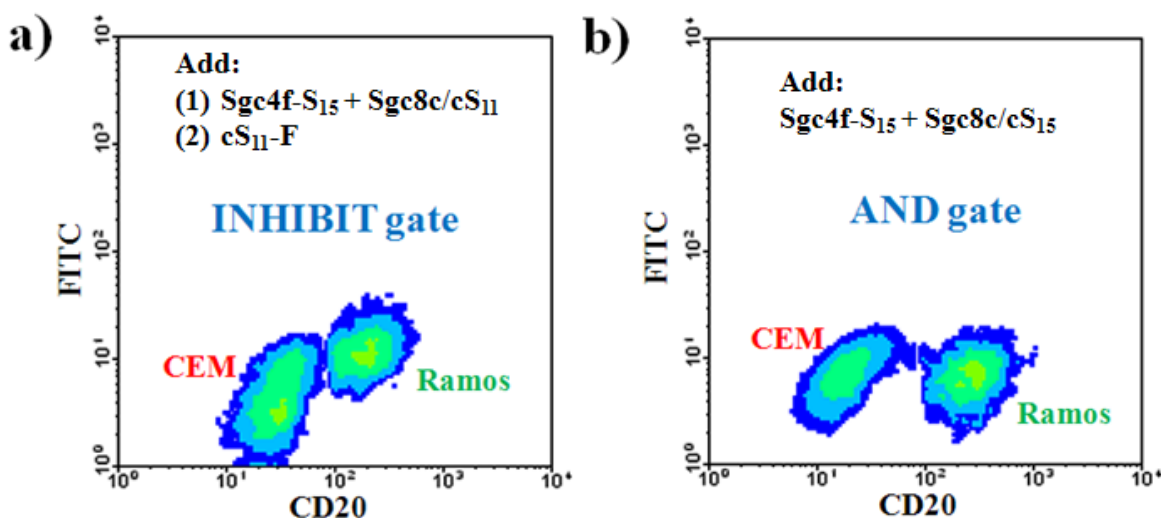 a)
Add:
(1) Sgc4f-S₁₅ + Sgc8c/cS₁₁
(2) cS₁₁-F
INHIBIT gate
CEM
Ramos
FITC
10⁴
10³
10²
10¹
10⁰
10⁰ 10¹ 10² 10³ 10⁴
CD20
b)
Add:
Sgc4f-S₁₅ + Sgc8c/cS₁₅
AND gate
CEM
Ramos
FITC
10⁴
10³
10²
10¹
10⁰
10⁰ 10¹ 10² 10³ 10⁴
CD20